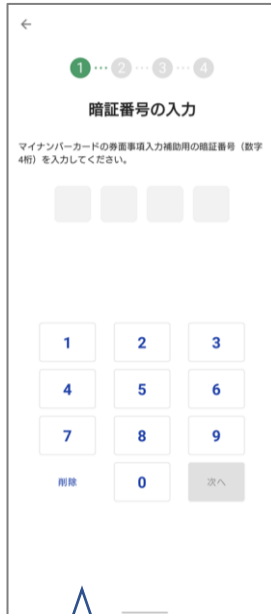 1 2 3 4
暗証番号の入力
マイナンバーカードの券面事項入力補助用の暗証番号（数字
4桁）を入力してください。
1 2 3
4 5 6
7 8 9
削除 0 次へ